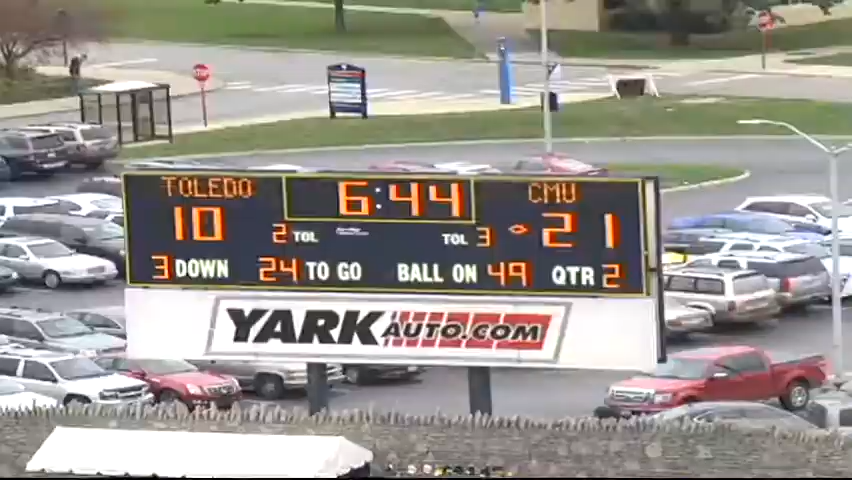 STOP
TOLEDO 6:44 CMU
10 2 TOL TOL 3 21
3 DOWN 24 TO GO BALL ON 49 QTR 2
YARKAUTO.COM